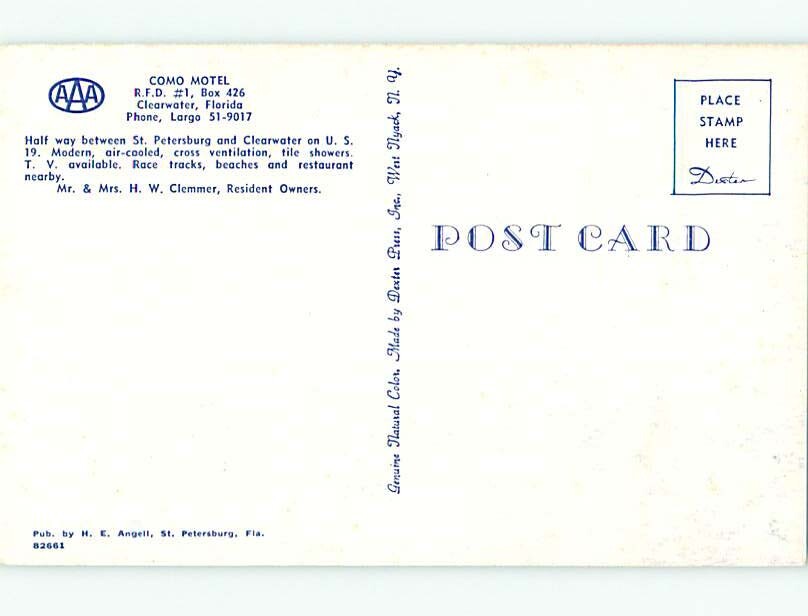 AAA
COMO MOTEL
R.F.D. #1, Box 426
Clearwater, Florida
Phone, Largo 51-9017
Half way between St. Petersburg and Clearwater on U. S.
19. Modern, air-cooled, cross ventilation, tile showers.
T. V. available. Race tracks, beaches and restaurant
nearby.
Mr. & Mrs. H. W. Clemmer, Resident Owners.
Pub. by H. E. Angell, St. Petersburg, Fla.
82661
Genuine Natural Color, Made by Dexter Press, Inc., West Nyack, N. Y.
PLACE
STAMP
HERE
Dexter
POST CARD